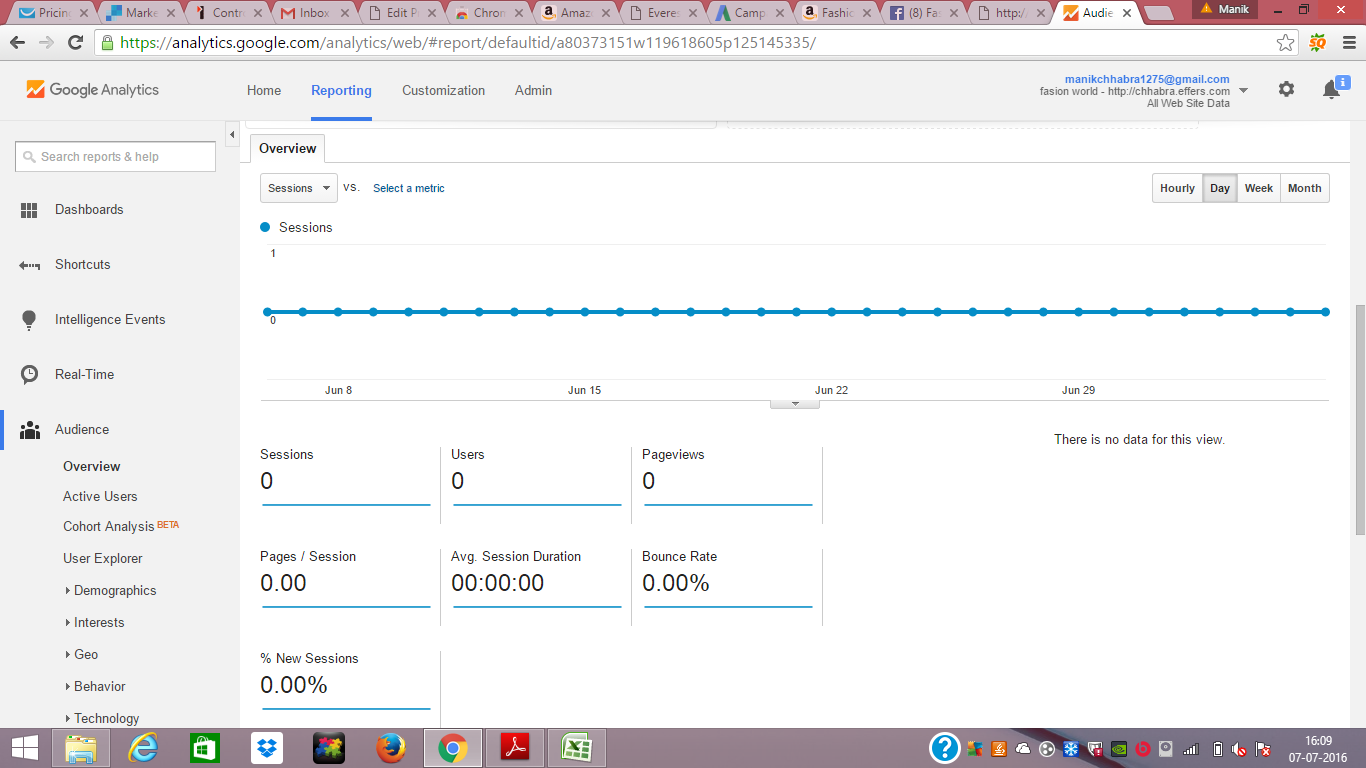 Pricing
Marke
Contro
Inbox
Edit P
Chron
Amaz
Everes
Camp
Fashic
(8) Fas
http:/
Audie
Manik
https://analytics.google.com/analytics/web/#report/defaultid/a80373151w119618605p125145335/
Google Analytics
Home
Reporting
Customization
Admin
manikchhabra1275@gmail.com
fasion world - http://chhabra.effers.com
All Web Site Data
Search reports & help
Dashboards
Shortcuts
Intelligence Events
Real-Time
Audience
Overview
Active Users
Cohort Analysis BETA
User Explorer
Demographics
Interests
Geo
Behavior
Technology
Overview
Sessions
VS.
Select a metric
Hourly
Day
Week
Month
Sessions
1
0
Jun 8
Jun 15
Jun 22
Jun 29
There is no data for this view.
Sessions
0
Users
0
Pageviews
0
Pages / Session
0.00
Avg. Session Duration
00:00:00
Bounce Rate
0.00%
% New Sessions
0.00%
16:09
07-07-2016